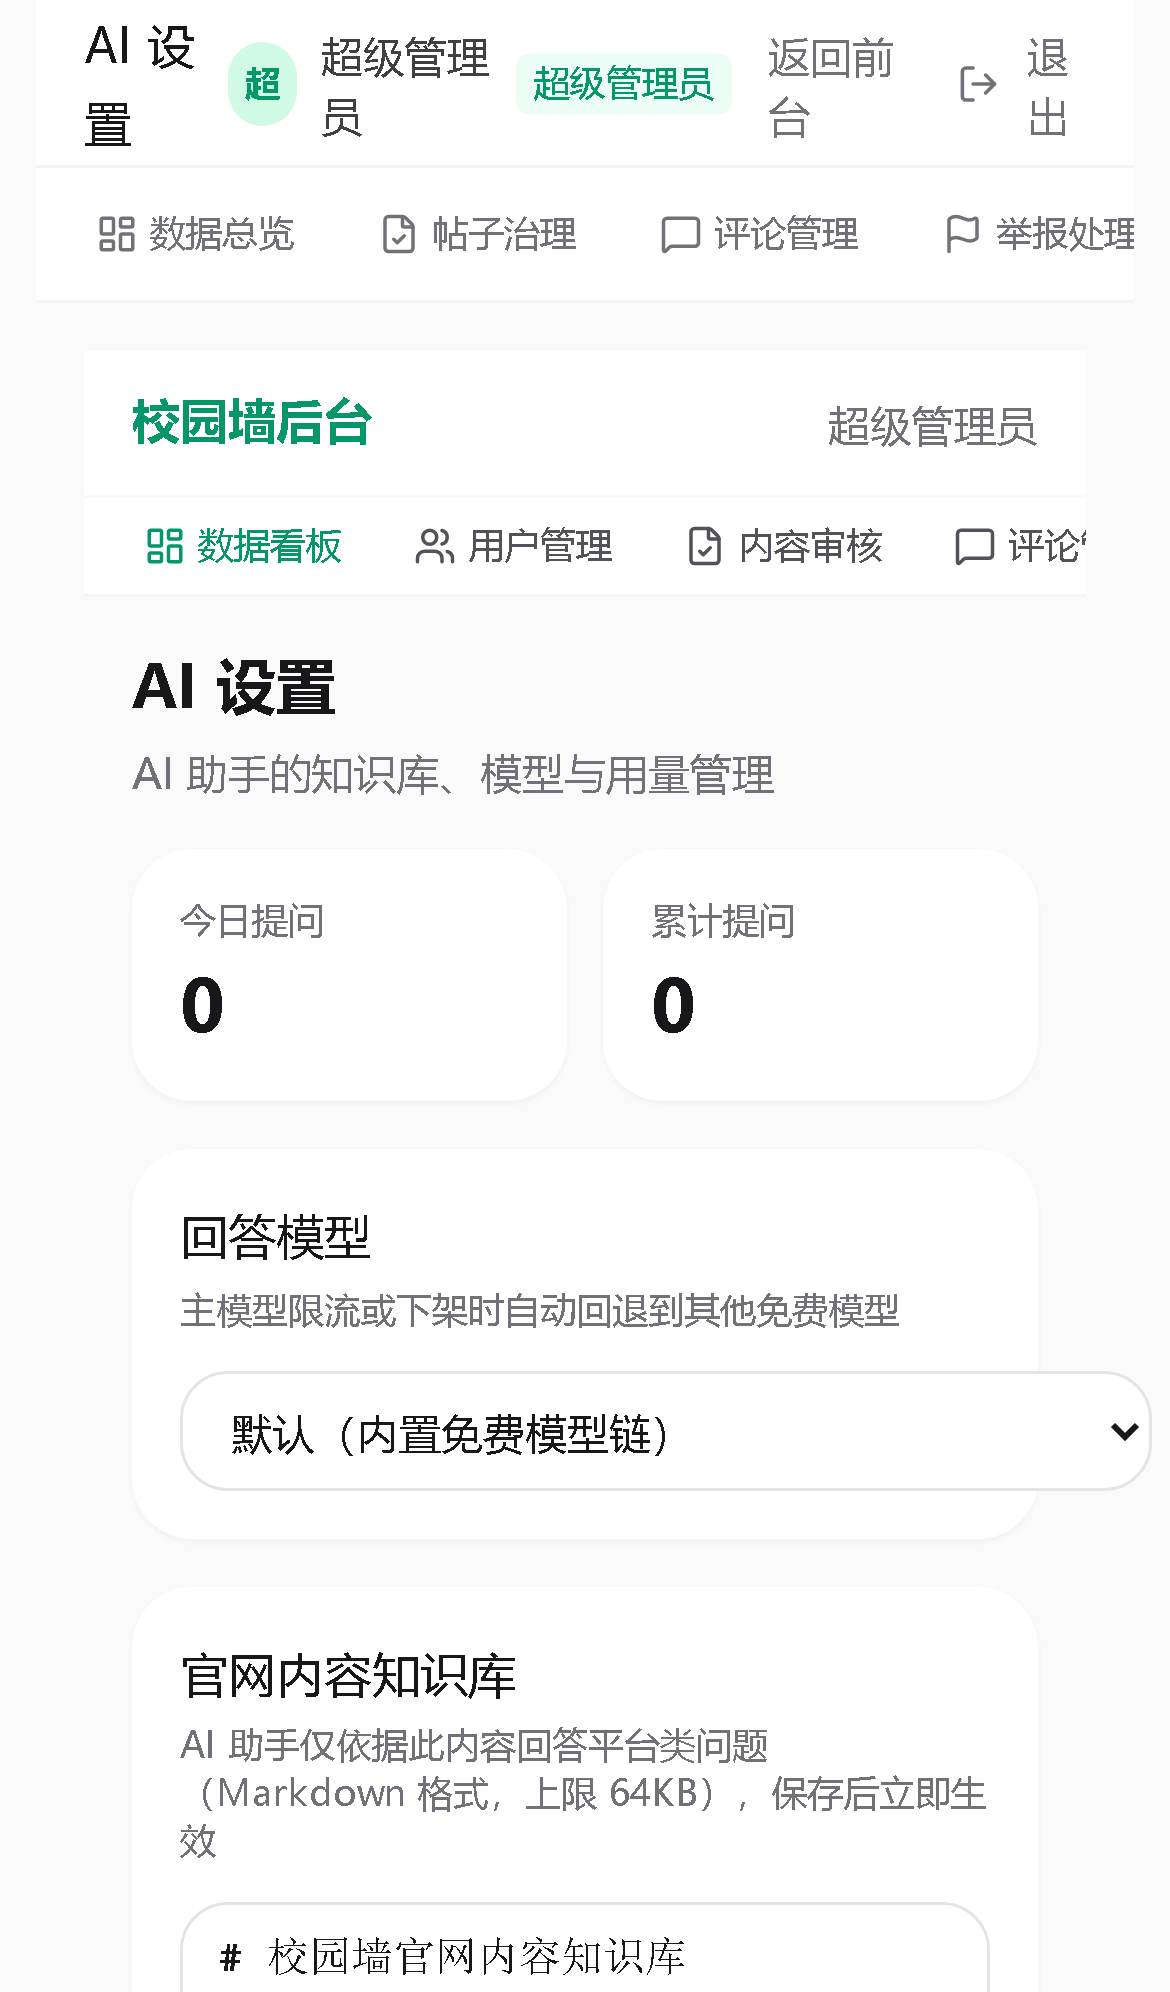 AI 设置
超
超级管理员
超级管理员
返回前台
退出
数据总览
帖子治理
评论管理
举报处理
校园墙后台
超级管理员
数据看板
用户管理
内容审核
评论
AI 设置
AI 助手的知识库、模型与用量管理
今日提问
0
累计提问
0
回答模型
主模型限流或下架时自动回退到其他免费模型
默认（内置免费模型链）
官网内容知识库
AI 助手仅依据此内容回答平台类问题
（Markdown 格式，上限 64KB），保存后立即生
效
# 校园墙官网内容知识库